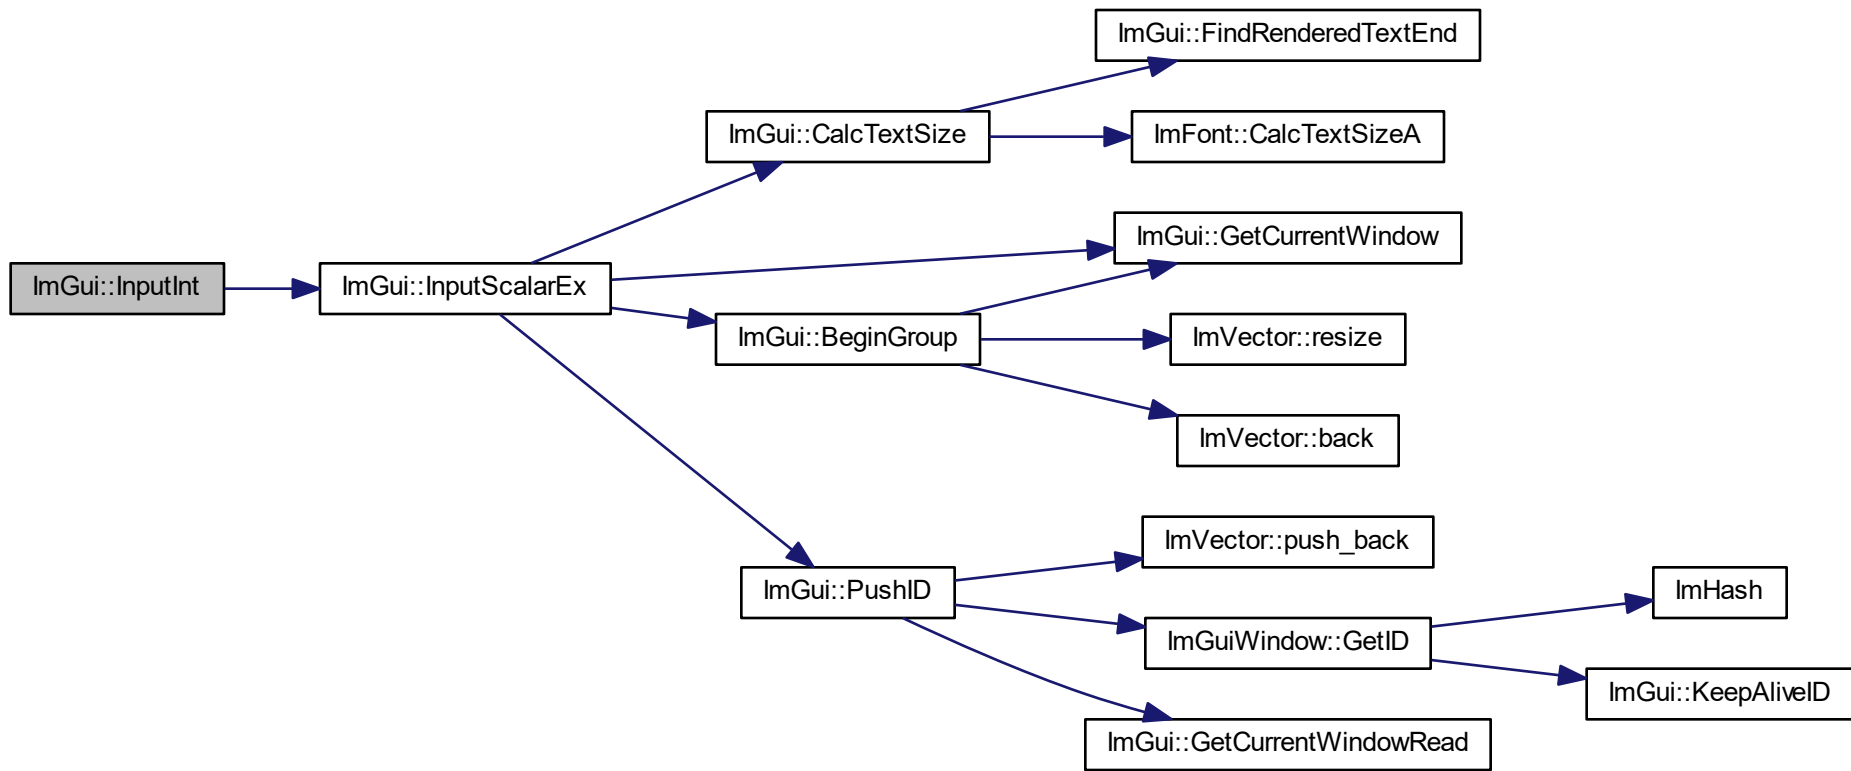 ImGui::FindRenderedTextEnd
ImGui::CalcTextSize
ImFont::CalcTextSizeA
ImGui::GetCurrentWindow
ImGui::InputInt
ImGui::InputScalarEx
ImGui::BeginGroup
ImVector::resize
ImVector::back
ImVector::push_back
ImGui::PushID
ImHash
ImGuiWindow::GetID
ImGui::KeepAliveID
ImGui::GetCurrentWindowRead